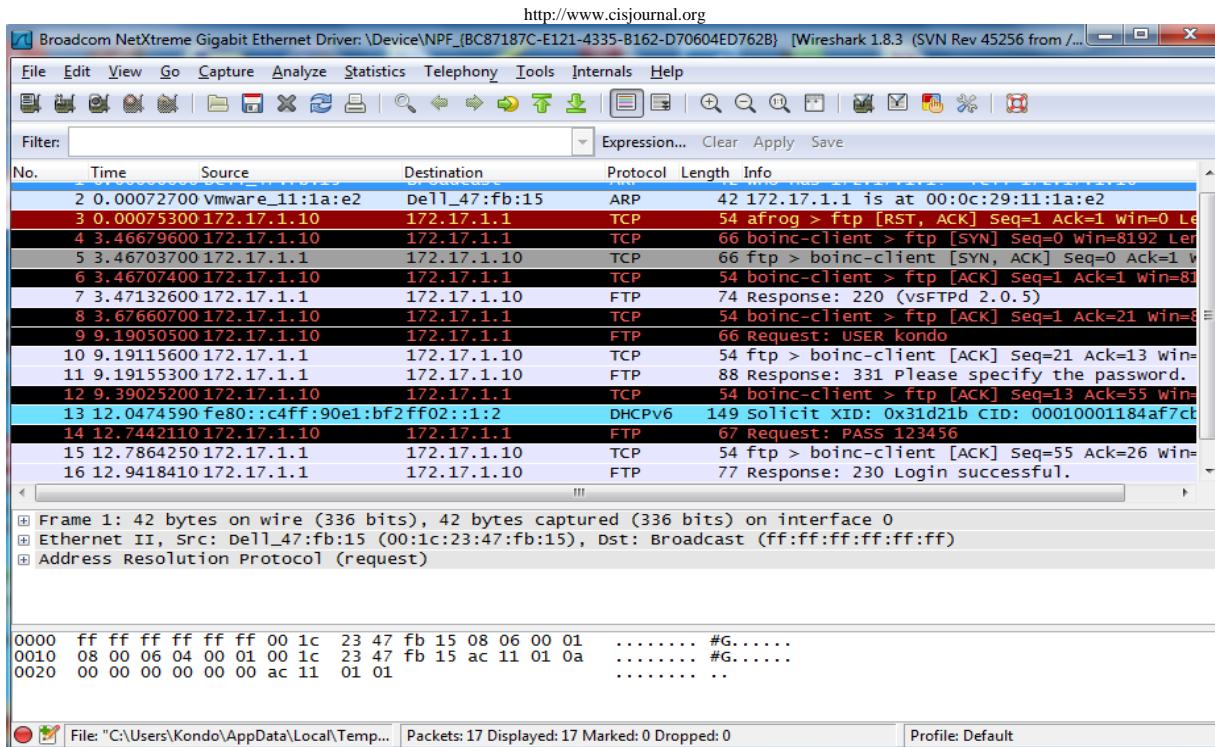 http://www.cisjournal.org
Broadcom NetXtreme Gigabit Ethernet Driver: \Device\NPF_{BC87187C-E121-4335-B162-D70604ED762B} [Wireshark 1.8.3 (SVN Rev 45256 from /...
File Edit View Go Capture Analyze Statistics Telephony Tools Internals Help
Filter: Expression... Clear Apply Save
No. Time Source Destination Protocol Length Info
2 0.00072700 Vmware_11:1a:e2 Dell_47:fb:15 ARP 42 172.17.1.1 is at 00:0c:29:11:1a:e2
3 0.00075300 172.17.1.10 172.17.1.1 TCP 54 afrog > ftp [RST, ACK] Seq=1 Ack=1 Win=0 Le
4 3.46679600 172.17.1.10 172.17.1.1 TCP 66 boinc-client > ftp [SYN] Seq=0 Win=8192 Len
5 3.46703700 172.17.1.1 172.17.1.10 TCP 66 ftp > boinc-client [SYN, ACK] Seq=0 Ack=1 W
6 3.46707400 172.17.1.10 172.17.1.1 TCP 54 boinc-client > ftp [ACK] Seq=1 Ack=1 Win=81
7 3.47132600 172.17.1.1 172.17.1.10 FTP 74 Response: 220 (vsFTPd 2.0.5)
8 3.67660700 172.17.1.10 172.17.1.1 TCP 54 boinc-client > ftp [ACK] Seq=1 Ack=21 Win=8
9 9.19050500 172.17.1.10 172.17.1.1 FTP 66 Request: USER kondo
10 9.19115600 172.17.1.1 172.17.1.10 TCP 54 ftp > boinc-client [ACK] Seq=21 Ack=13 Win=
11 9.19155300 172.17.1.1 172.17.1.10 FTP 88 Response: 331 Please specify the password.
12 9.39025200 172.17.1.10 172.17.1.1 TCP 54 boinc-client > ftp [ACK] Seq=13 Ack=55 Win=
13 12.0474590 fe80::c4ff:90e1:bf2 ff02::1:2 DHCPv6 149 Solicit XID: 0x31d21b CID: 00010001184af7cb
14 12.7442110 172.17.1.10 172.17.1.1 FTP 67 Request: PASS 123456
15 12.7864250 172.17.1.1 172.17.1.10 TCP 54 ftp > boinc-client [ACK] Seq=55 Ack=26 Win=
16 12.9418410 172.17.1.1 172.17.1.10 FTP 77 Response: 230 Login successful.
Frame 1: 42 bytes on wire (336 bits), 42 bytes captured (336 bits) on interface 0
Ethernet II, Src: Dell_47:fb:15 (00:1c:23:47:fb:15), Dst: Broadcast (ff:ff:ff:ff:ff:ff)
Address Resolution Protocol (request)
0000 ff ff ff ff ff ff 00 1c 23 47 fb 15 08 06 00 01 ........ #G......
0010 08 00 06 04 00 01 00 1c 23 47 fb 15 ac 11 01 0a ........ #G......
0020 00 00 00 00 00 00 ac 11 01 01 ........ ..
File: "C:\Users\Kondo\AppData\Local\Temp... Packets: 17 Displayed: 17 Marked: 0 Dropped: 0 Profile: Default